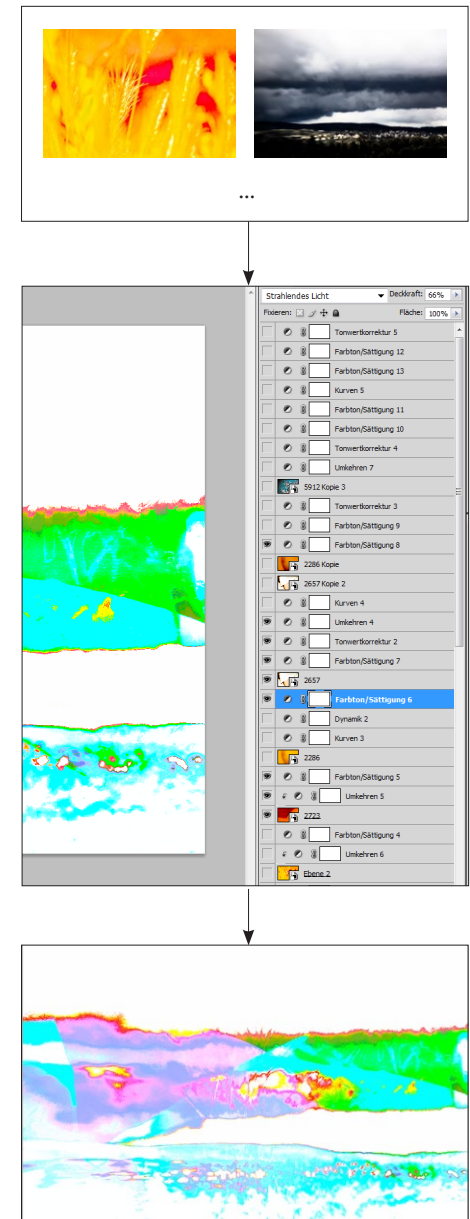 ...
Strahlendes Licht Deckkraft: 66%
Fixieren: Fläche: 100%
Tonwertkorrektur 5
Farbton/Sättigung 12
Farbton/Sättigung 13
Kurven 5
Farbton/Sättigung 11
Farbton/Sättigung 10
Tonwertkorrektur 4
Umkehren 7
5912 Kopie 3
Tonwertkorrektur 3
Farbton/Sättigung 9
Farbton/Sättigung 8
2286 Kopie
2657 Kopie 2
Kurven 4
Umkehren 4
Tonwertkorrektur 2
Farbton/Sättigung 7
2657
Farbton/Sättigung 6
Dynamik 2
Kurven 3
2286
Farbton/Sättigung 5
Umkehren 5
2723
Farbton/Sättigung 4
Umkehren 6
Ebene 2